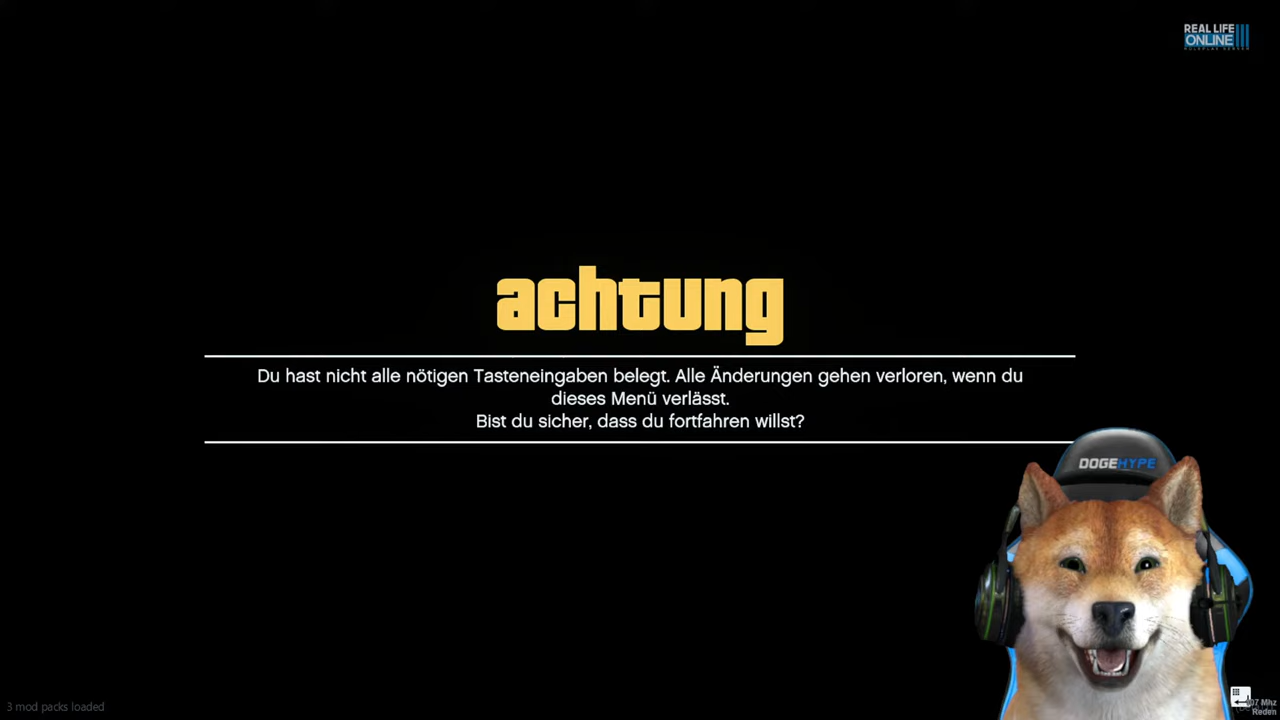 REAL LIFE
ONLINE
achtung
Du hast nicht alle nötigen Tasteneingaben belegt. Alle Änderungen gehen verloren, wenn du
dieses Menü verlässt.
Bist du sicher, dass du fortfahren willst?
DOGEHYPE
3 mod packs loaded
Mhz
Reden